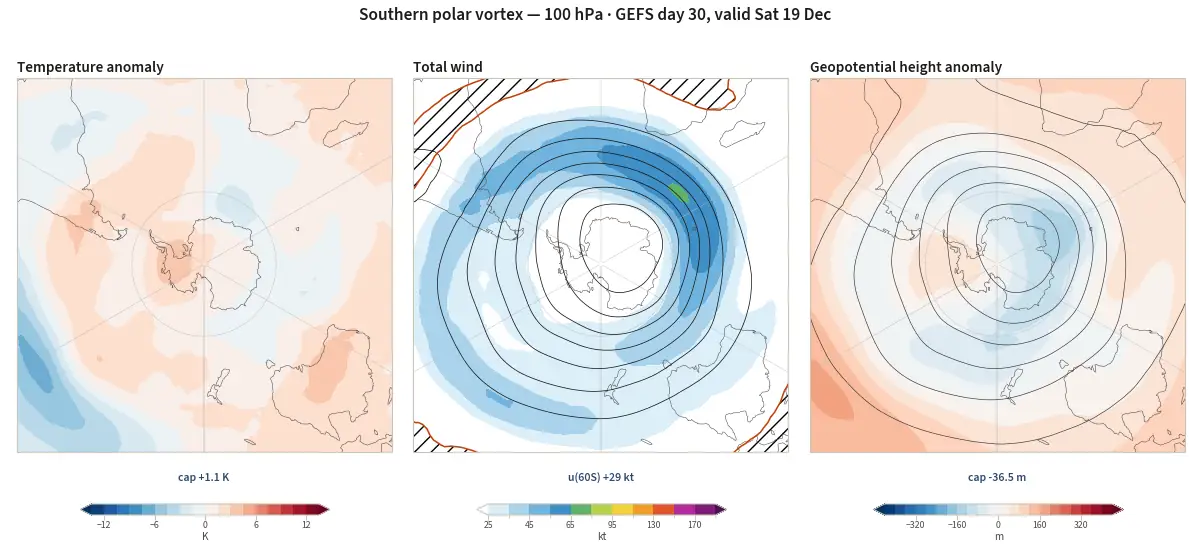 Southern polar vortex — 100 hPa · GEFS day 30, valid Sat 19 Dec
Temperature anomaly
Total wind
Geopotential height anomaly
cap +1.1 K
u(60S) +29 kt
cap -36.5 m
−12 −6 0 6 12
K
25 45 65 95 130 170
kt
−320 −160 0 160 320
m